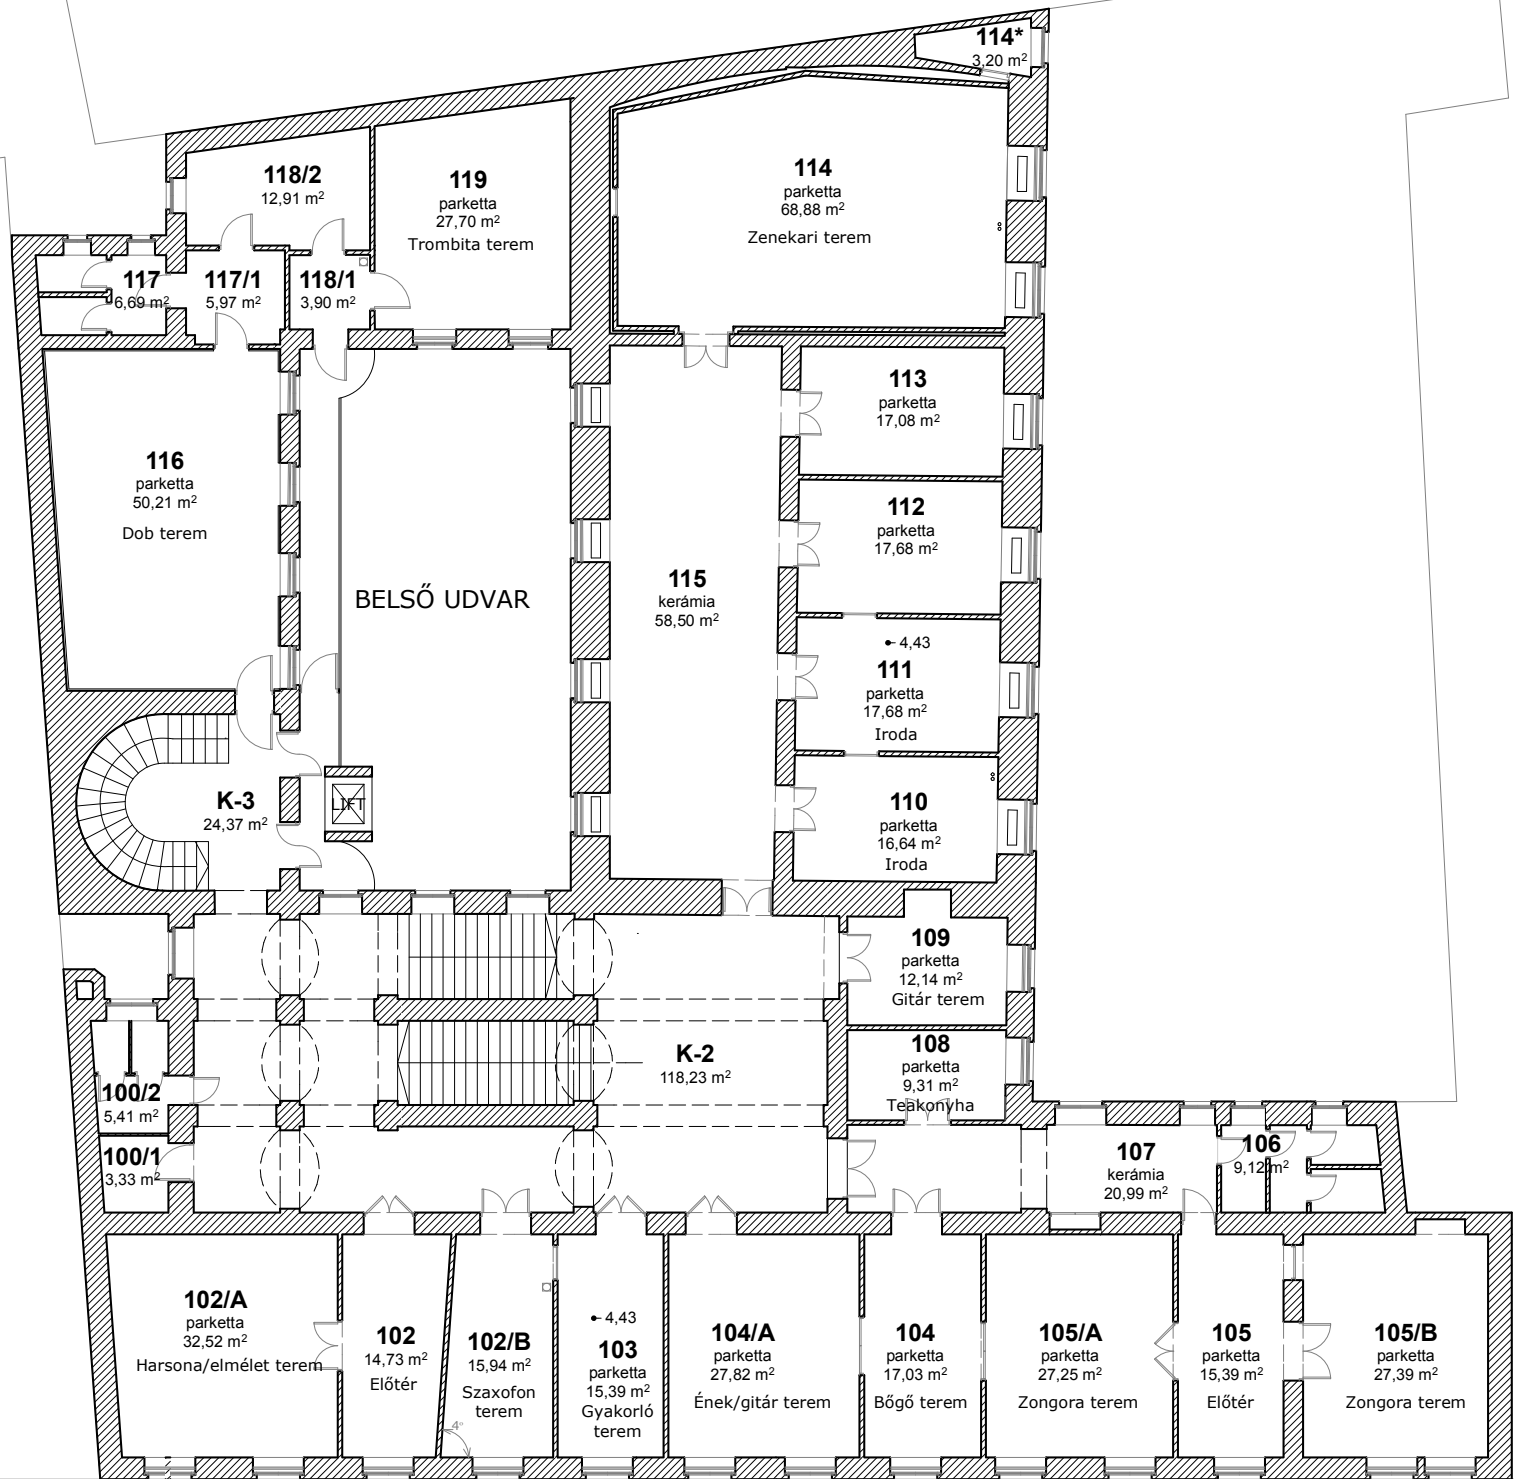 114*
3,20 m²
114
parketta
68,88 m²
Zenekari terem
118/2
12,91 m²
119
parketta
27,70 m²
Trombita terem
117
6,69 m²
117/1
5,97 m²
118/1
3,90 m²
113
parketta
17,08 m²
116
parketta
50,21 m²
Dob terem
112
parketta
17,68 m²
BELSŐ UDVAR
115
kerámia
58,50 m²
4,43
111
parketta
17,68 m²
Iroda
K-3
24,37 m²
LIFT
110
parketta
16,64 m²
Iroda
109
parketta
12,14 m²
Gitár terem
K-2
118,23 m²
108
parketta
9,31 m²
Teakonyha
100/2
5,41 m²
100/1
3,33 m²
107
kerámia
20,99 m²
106
9,12 m²
102/A
parketta
32,52 m²
Harsona/elmélet terem
102
14,73 m²
Előtér
102/B
15,94 m²
Szaxofon
terem
4°
4,43
103
parketta
15,39 m²
Gyakorló
terem
104/A
parketta
27,82 m²
Ének/gitár terem
104
parketta
17,03 m²
Bőgő terem
105/A
parketta
27,25 m²
Zongora terem
105
parketta
15,39 m²
Előtér
105/B
parketta
27,39 m²
Zongora terem